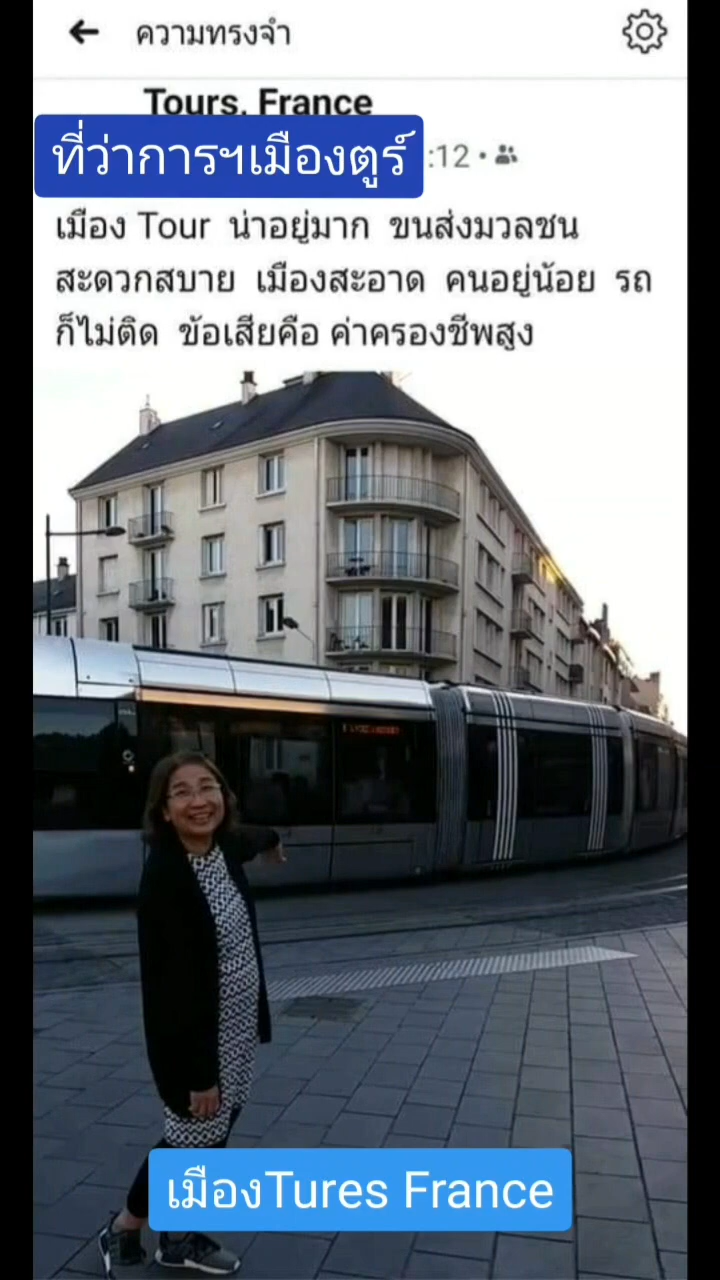 ความทรงจำ
Tours, France
ที่ว่าการฯเมืองตูร์
:12
เมือง Tour น่าอยู่มาก ขนส่งมวลชน
สะดวกสบาย เมืองสะอาด คนอยู่น้อย รถ
ก็ไม่ติด ข้อเสียคือ ค่าครองชีพสูง
เมืองTures France